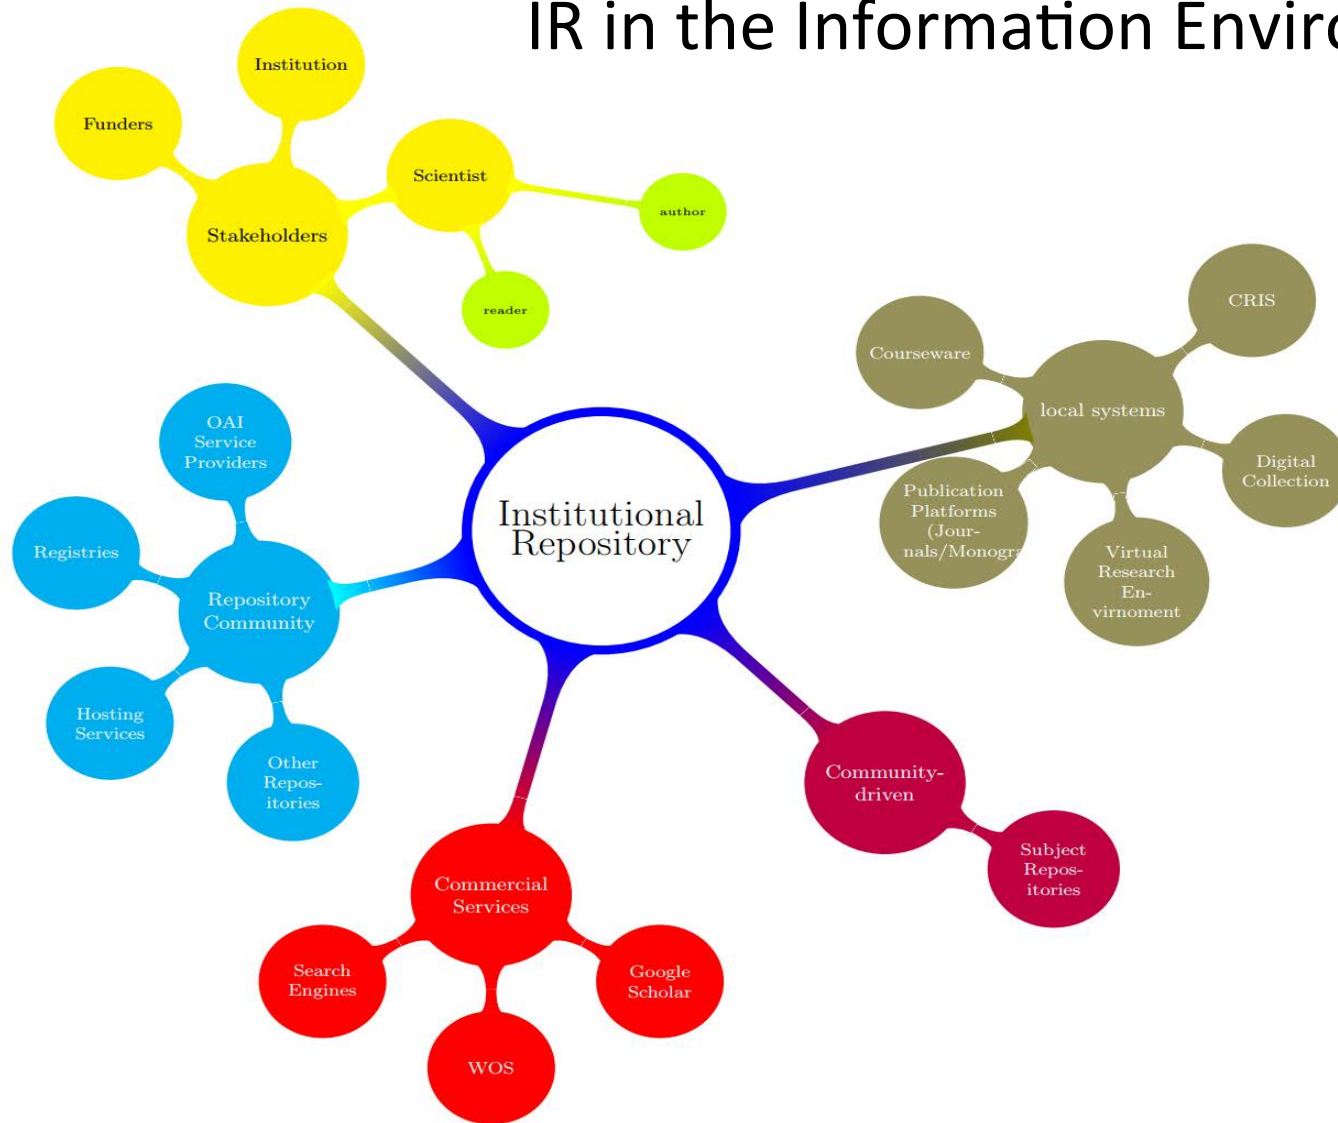 IR in the Information Enviro
Institution
Funders
Scientist
author
Stakeholders
reader
CRIS
Courseware
local systems
Digital
Collection
Publication
Platforms
(Jour-
nals/Monogra
Virtual
Research
En-
virnoment
OAI
Service
Providers
Registries
Repository
Community
Hosting
Services
Other
Repos-
itories
Institutional
Repository
Community-
driven
Subject
Repos-
itories
Commercial
Services
Search
Engines
Google
Scholar
WOS